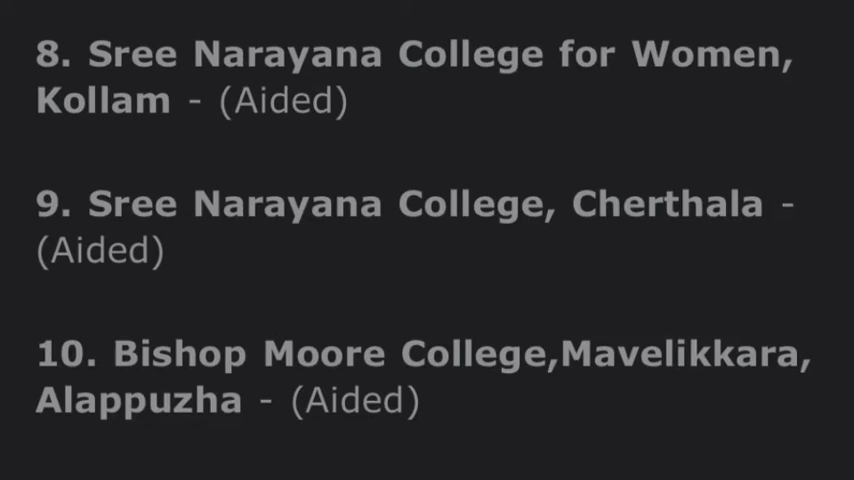 8. Sree Narayana College for Women,
Kollam - (Aided)
9. Sree Narayana College, Cherthala -
(Aided)
10. Bishop Moore College,Mavelikkara,
Alappuzha - (Aided)